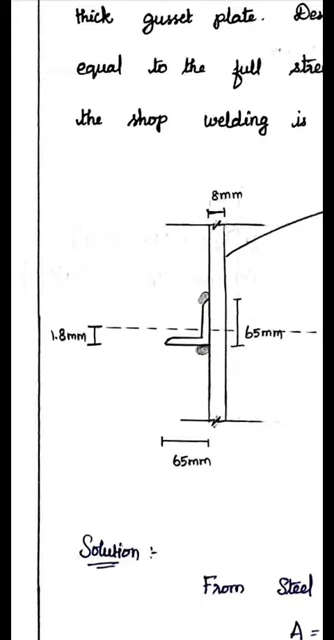 thick gusset plate. Des
equal to the full stre
the shop welding is
8mm
1.8mm
65mm
65mm
Solution :-
From Steel
A =